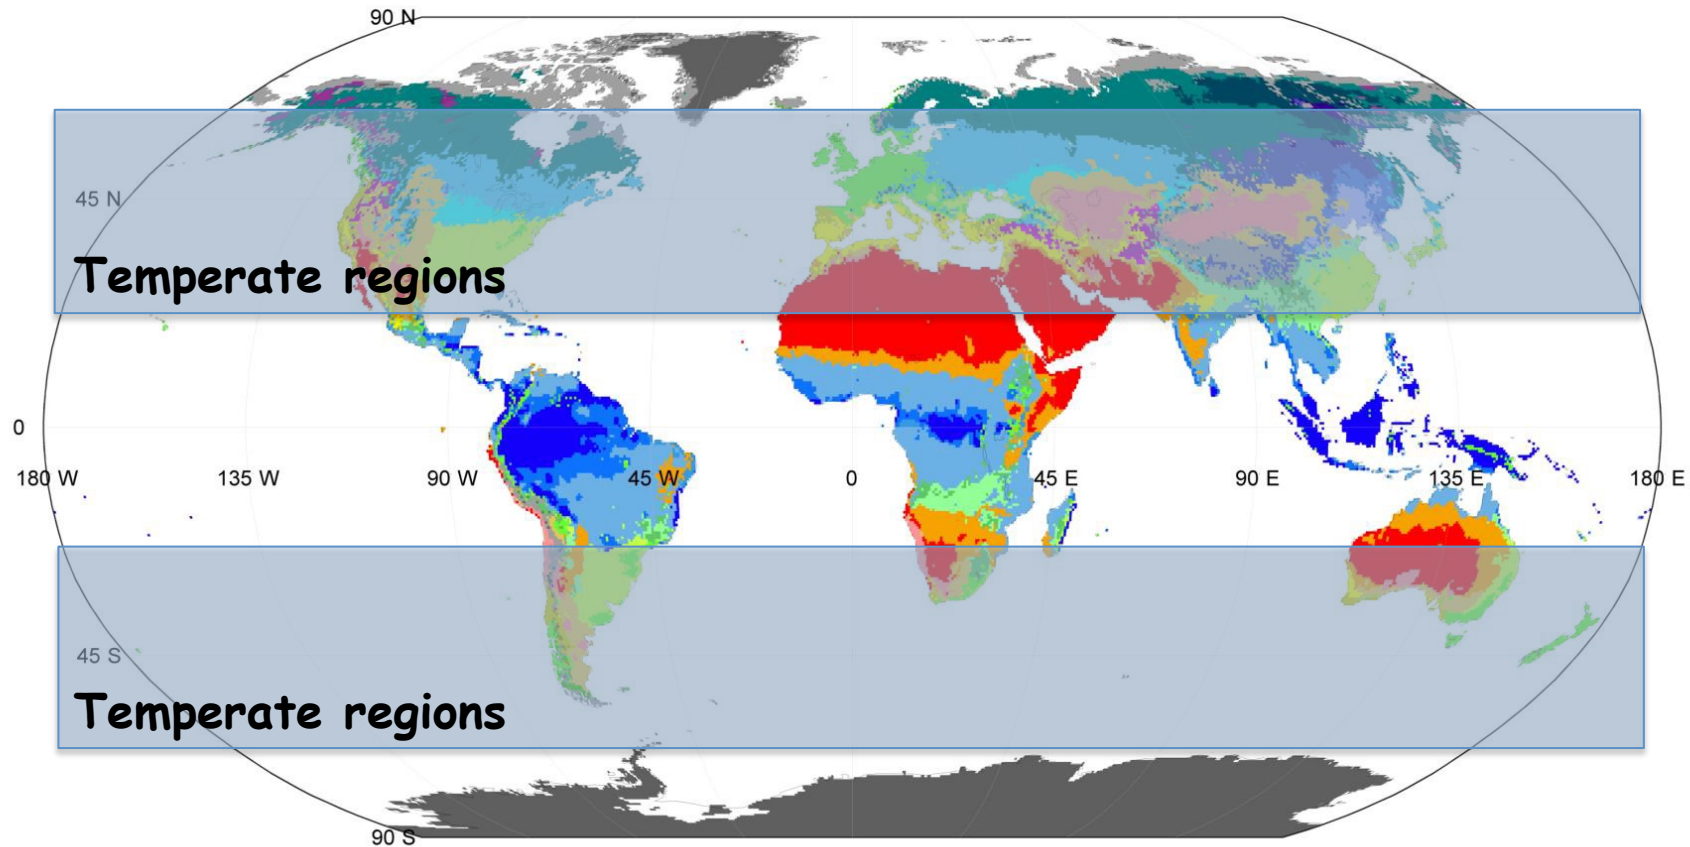 90 N
45 N
Temperate regions
0
180 W 135 W 90 W 45 W 0 45 E 90 E 135 E 180 E
45 S
Temperate regions
90 S